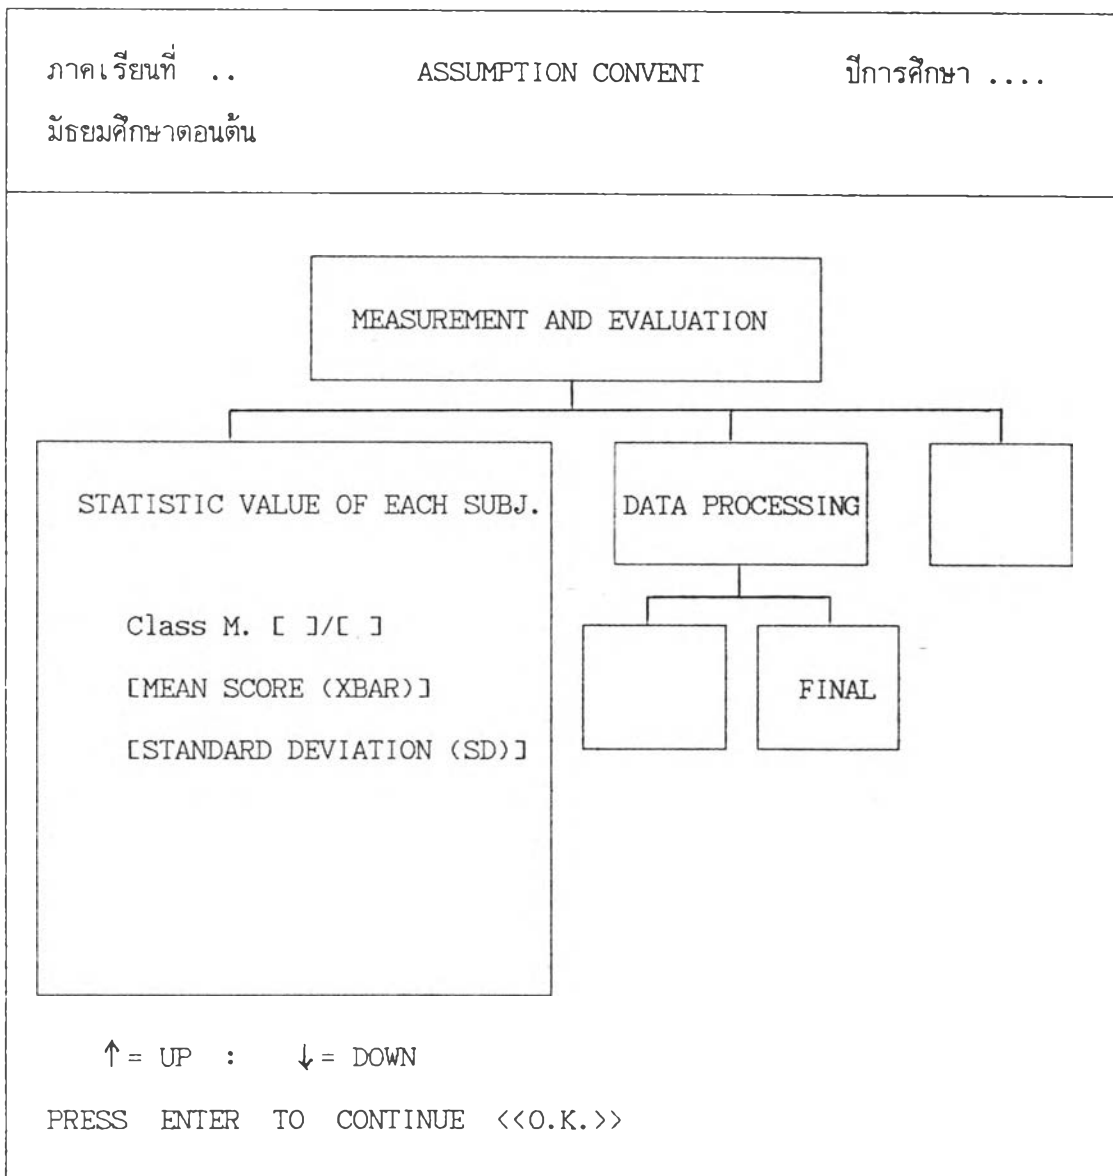 ภาคเรียนที่ .. ASSUMPTION CONVENT ปีการศึกษา ....
มัธยมศึกษาตอนต้น
MEASUREMENT AND EVALUATION
STATISTIC VALUE OF EACH SUBJ. DATA PROCESSING
Class M. [ ]/[ ]
[MEAN SCORE (XBAR)] FINAL
[STANDARD DEVIATION (SD)]
↑= UP : ↓= DOWN
PRESS ENTER TO CONTINUE <<O.K.>>